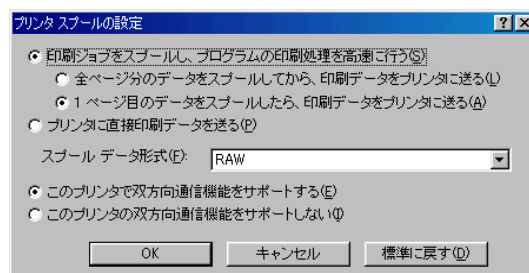 プリンタ スプールの設定
印刷ジョブをスプールし、プログラムの印刷処理を高速に行う(S)
全ページ分のデータをスプールしてから、印刷データをプリンタに送る(L)
1 ページ目のデータをスプールしたら、印刷データをプリンタに送る(A)
プリンタに直接印刷データを送る(P)
スプール データ形式(F): RAW
このプリンタで双方向通信機能をサポートする(E)
このプリンタの双方向通信機能をサポートしない(I)
OK キャンセル 標準に戻す(D)